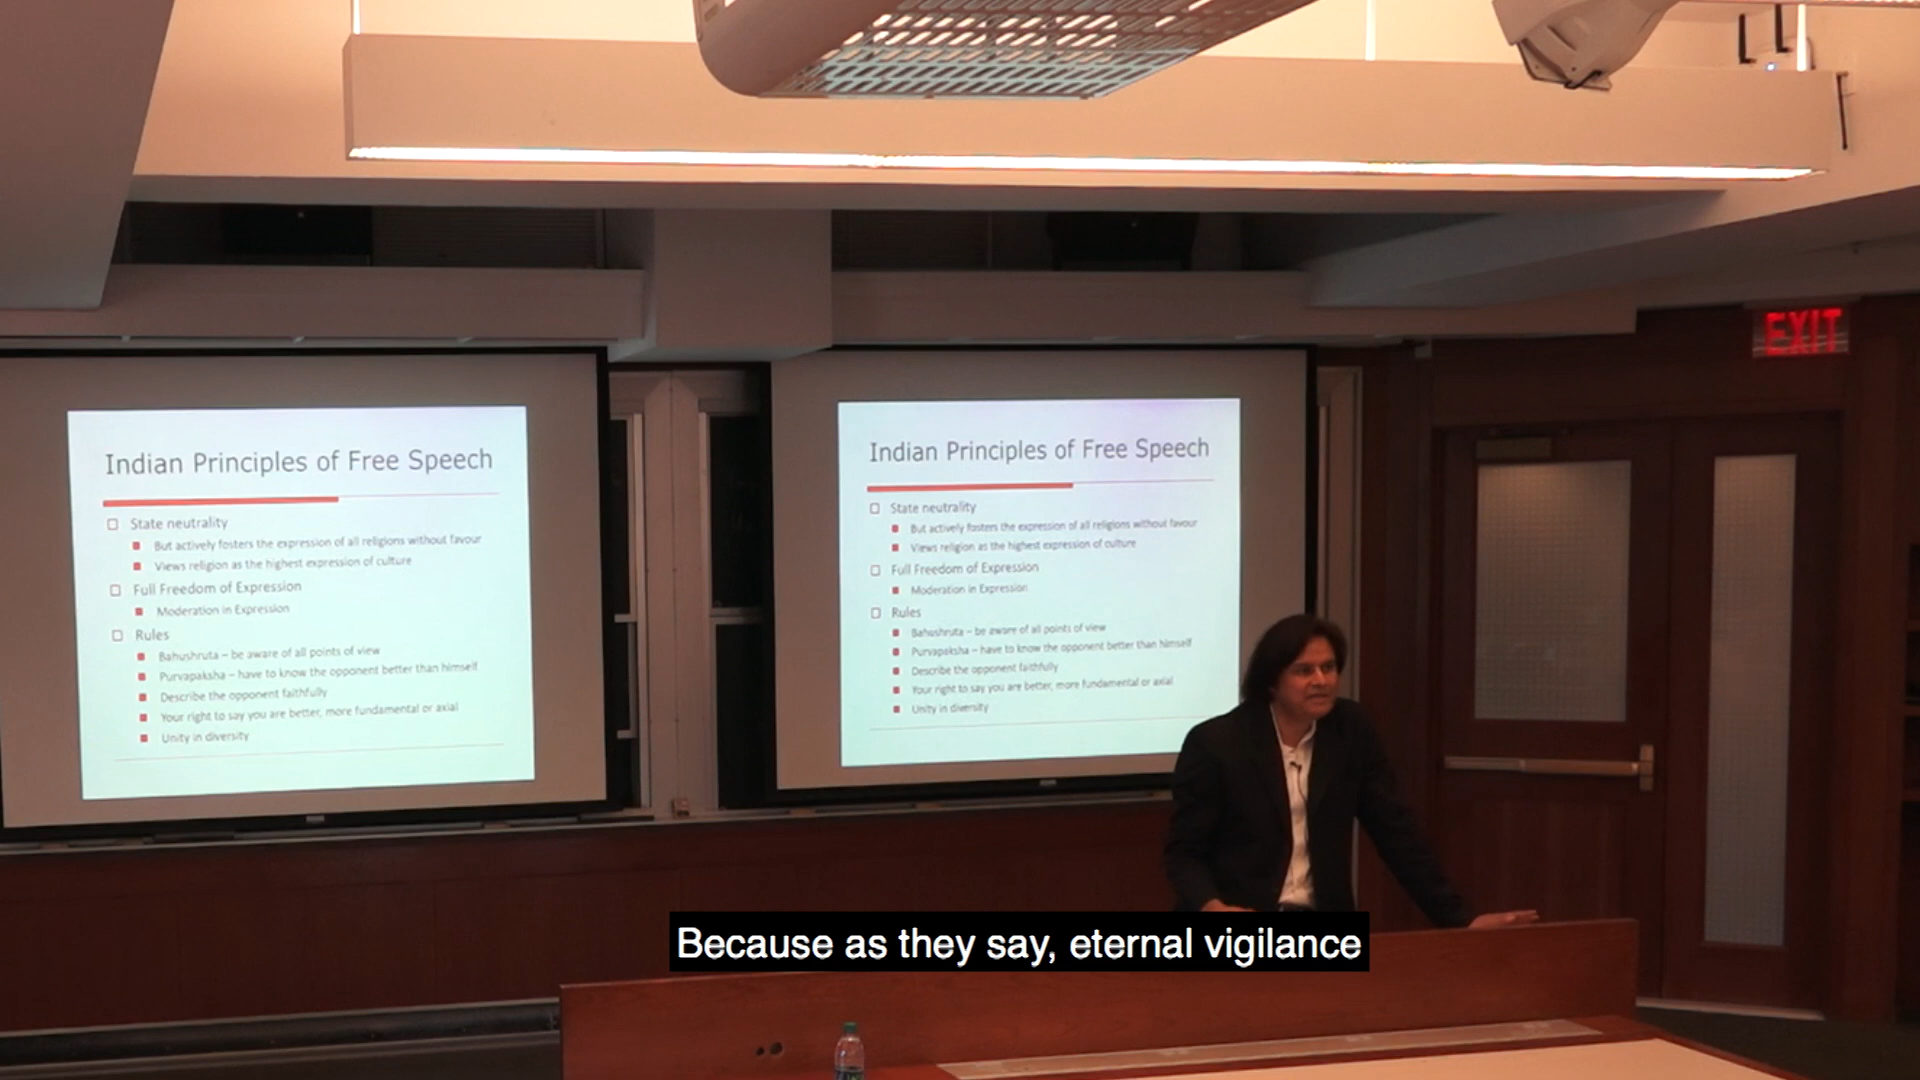 EXIT
Indian Principles of Free Speech
State neutrality
But actively fosters the expression of all religions without favour
Views religion as the highest expression of culture
Full Freedom of Expression
Moderation in Expression
Rules
Bahushruta – be aware of all points of view
Purvapaksha – have to know the opponent better than himself
Describe the opponent faithfully
Your right to say you are better, more fundamental or axial
Unity in diversity
Indian Principles of Free Speech
State neutrality
But actively fosters the expression of all religions without favour
Views religion as the highest expression of culture
Full Freedom of Expression
Moderation in Expression
Rules
Bahushruta – be aware of all points of view
Purvapaksha – have to know the opponent better than himself
Describe the opponent faithfully
Your right to say you are better, more fundamental or axial
Unity in diversity
Because as they say, eternal vigilance